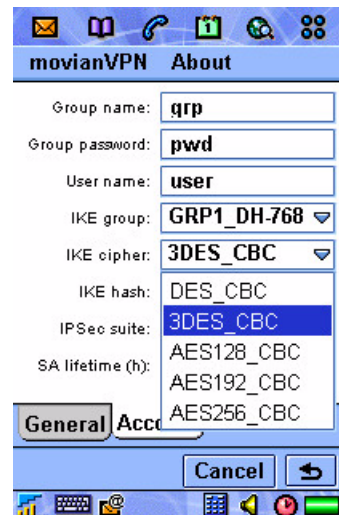 movianVPN About
Group name: grp
Group password: pwd
User name: user
IKE group: GRP1_DH-768
IKE cipher: 3DES_CBC
IKE hash:
DES_CBC
3DES_CBC
IPSec suite:
AES128_CBC
SA lifetime (h):
AES192_CBC
AES256_CBC
General Acco
Cancel